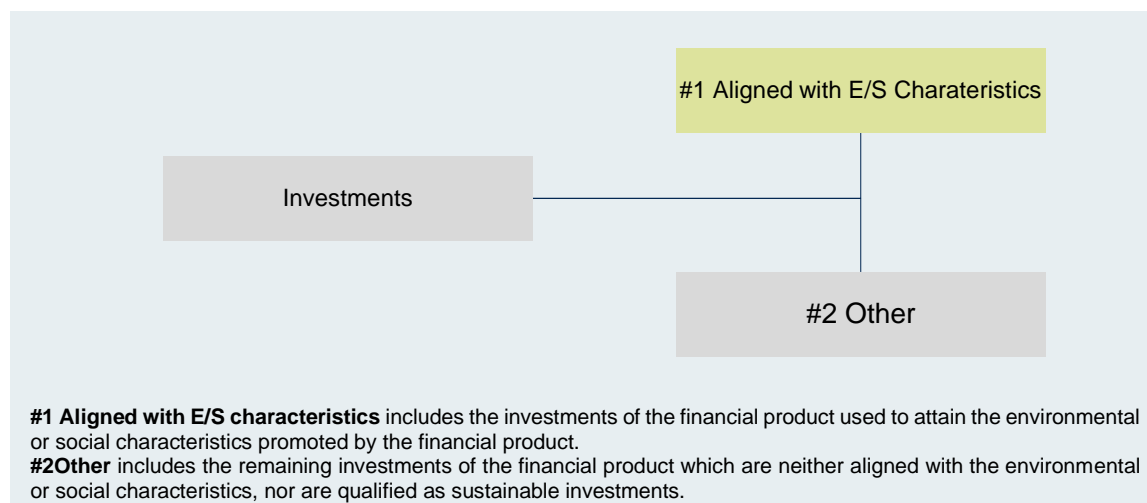 #1 Aligned with E/S Charateristics
Investments
#2 Other
#1 Aligned with E/S characteristics includes the investments of the financial product used to attain the environmental
or social characteristics promoted by the financial product.
#2Other includes the remaining investments of the financial product which are neither aligned with the environmental
or social characteristics, nor are qualified as sustainable investments.